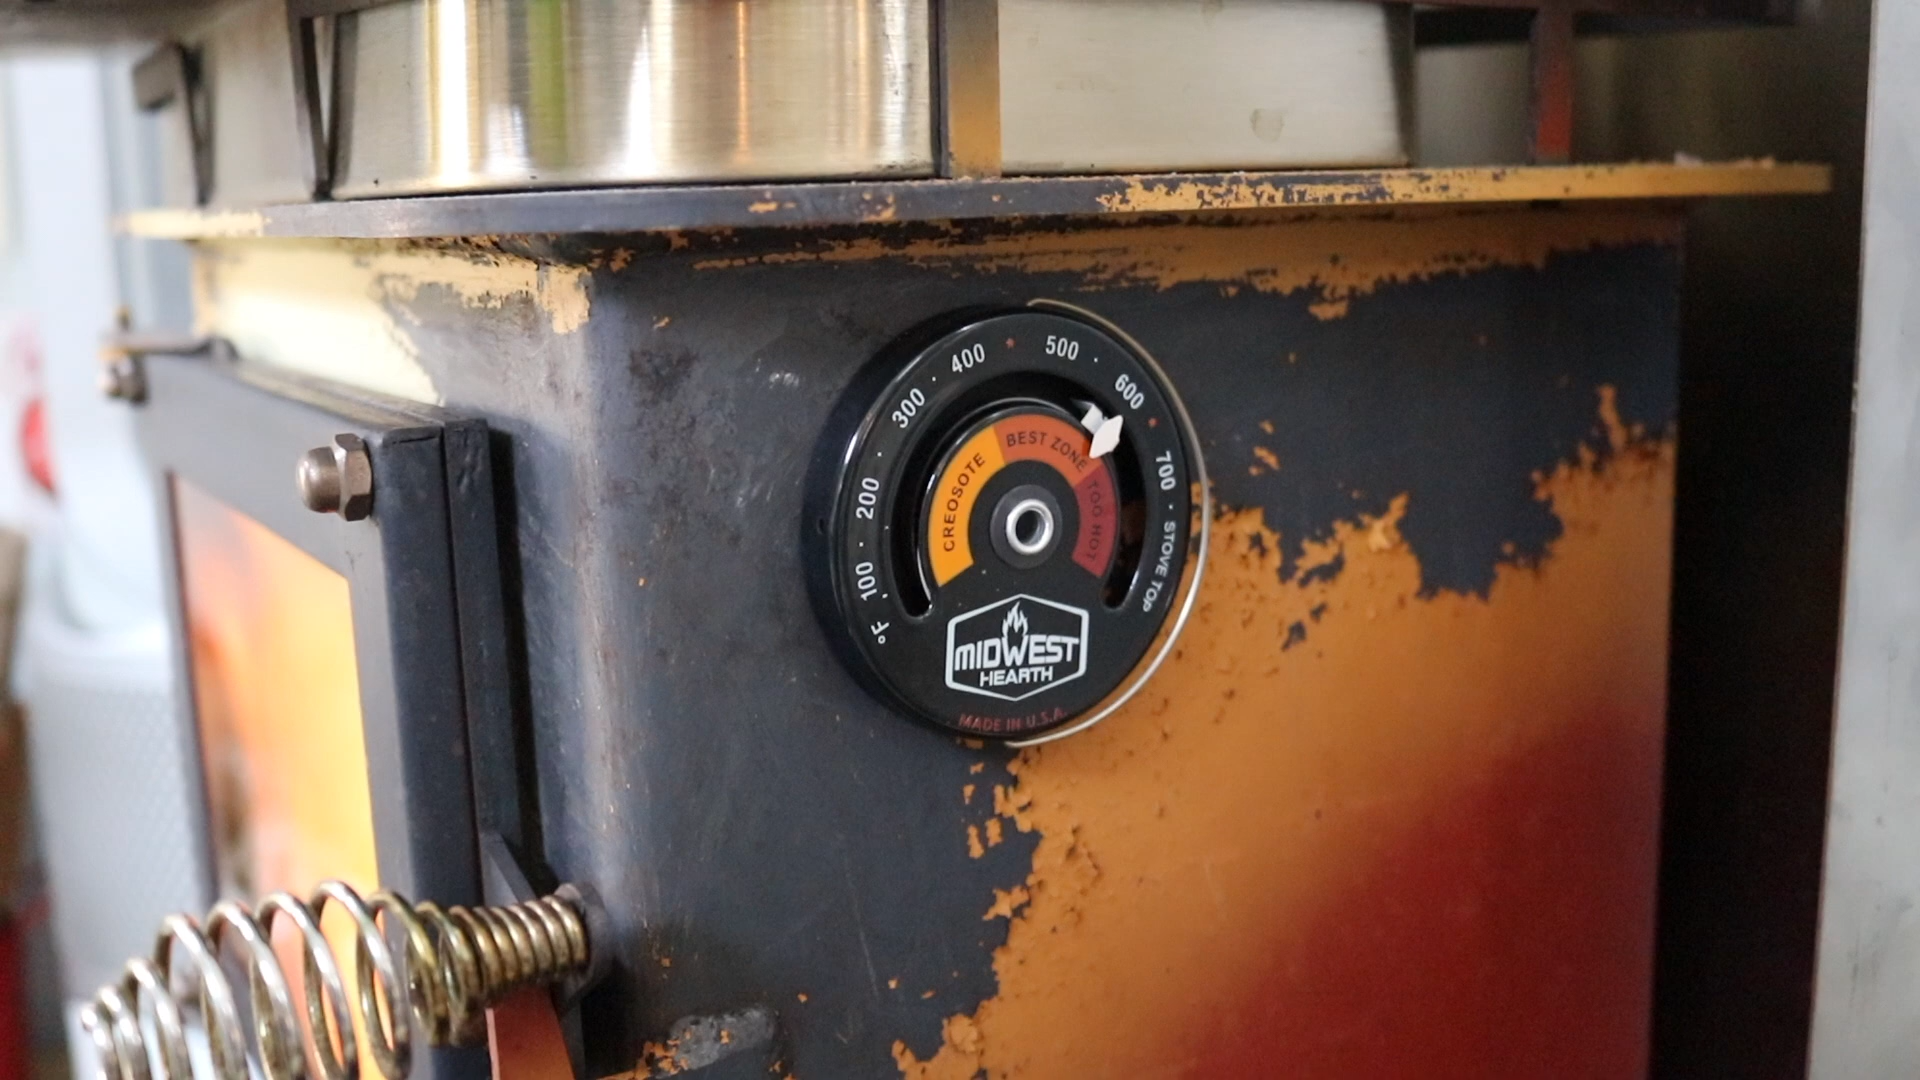 °F 100 · 200 · 300 · 400 · 500 · 600 · 700 · STOVE TOP
CREOSOTE
BEST ZONE
TOO HOT
MIDWEST
HEARTH
MADE IN U.S.A.